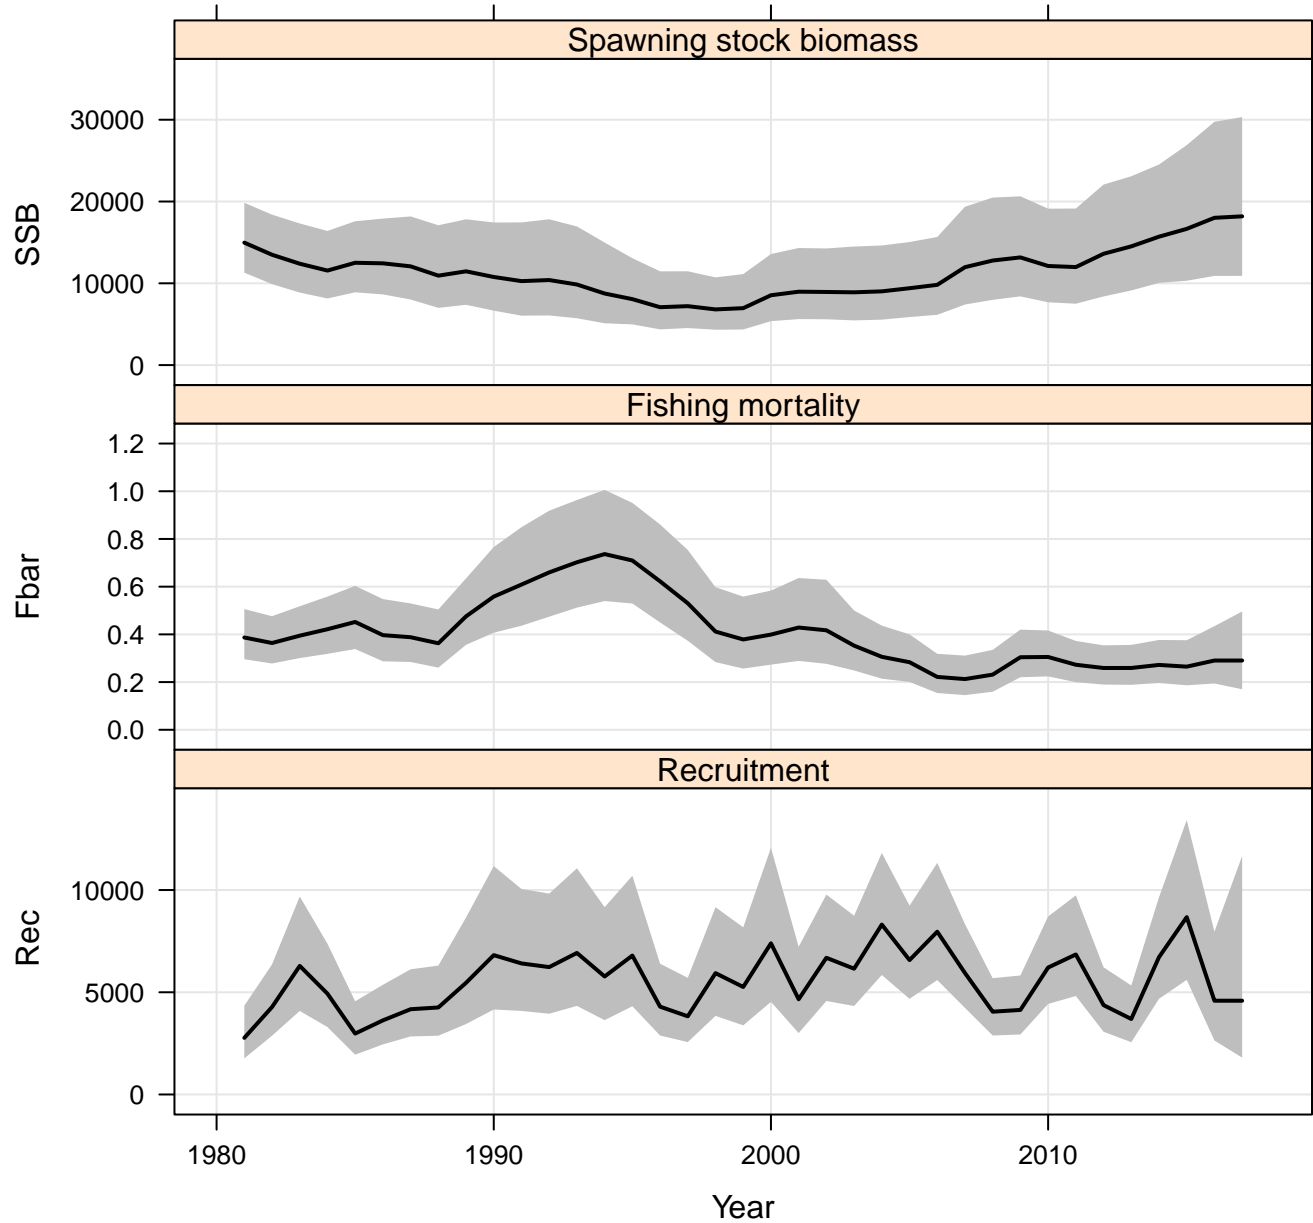 Spawning stock biomass
SSB
30000
20000
10000
0
Fishing mortality
Fbar
1.2
1.0
0.8
0.6
0.4
0.2
0.0
Recruitment
Rec
10000
5000
0
1980 1990 2000 2010
Year